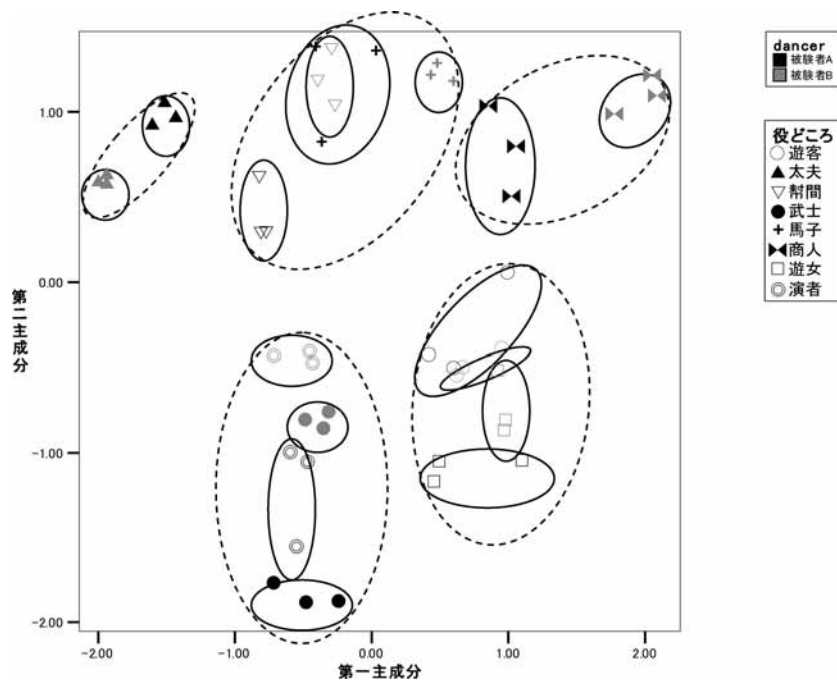 dancer
被験者A
被験者B
役どころ
遊客
太夫
幇間
武士
馬子
商人
遊女
演者
第二主成分
1.00
0.00
-1.00
-2.00
-2.00
-1.00
0.00
1.00
2.00
第一主成分